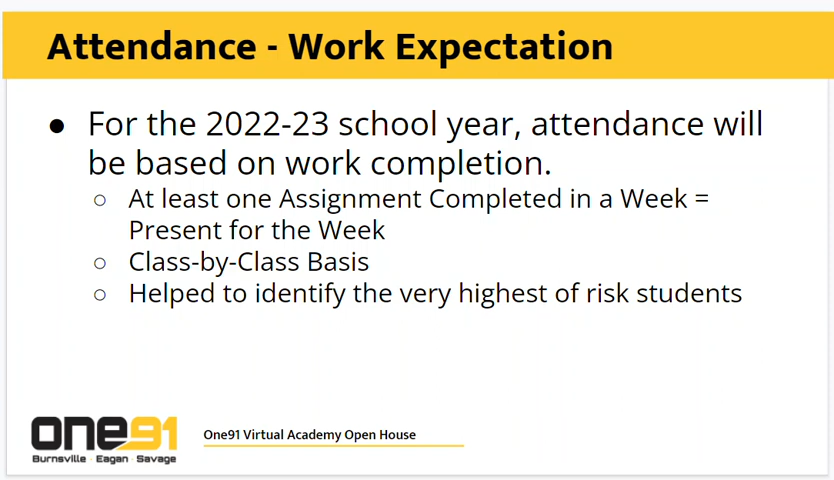 Attendance - Work Expectation
● For the 2022-23 school year, attendance will
be based on work completion.
○ At least one Assignment Completed in a Week =
Present for the Week
○ Class-by-Class Basis
○ Helped to identify the very highest of risk students
one91
Burnsville · Eagan · Savage
One91 Virtual Academy Open House